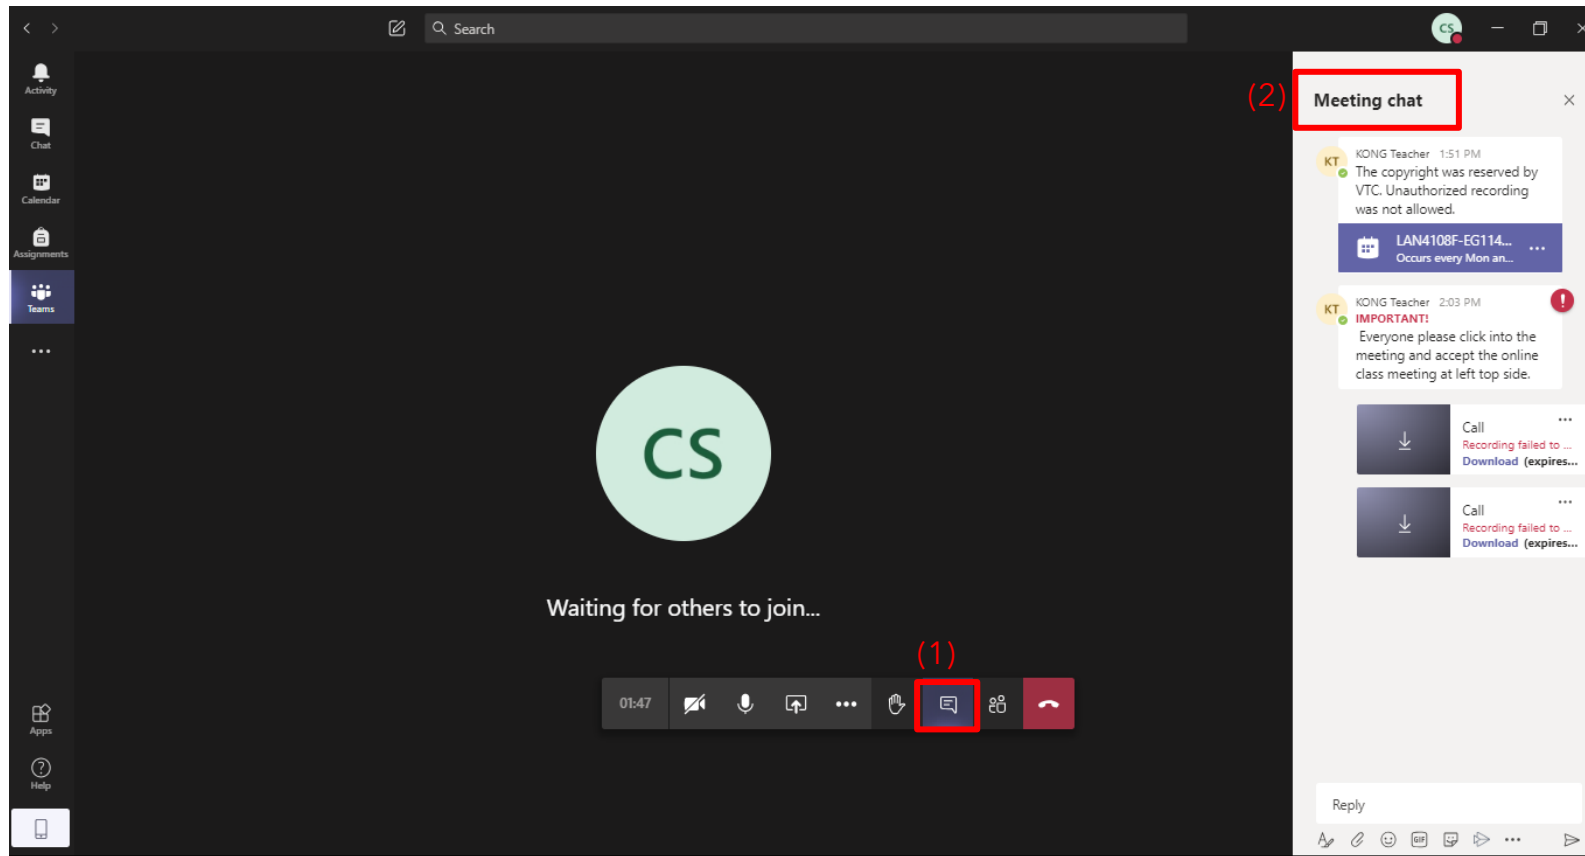 Search
CS
Activity
Chat
Calendar
Assignments
Teams
Apps
Help
CS
Waiting for others to join...
(1)
01:47
(2)
Meeting chat
KT
KONG Teacher 1:51 PM
The copyright was reserved by
VTC. Unauthorized recording
was not allowed.
LAN4108F-EG114...
Occurs every Mon an...
KT
KONG Teacher 2:03 PM
IMPORTANT!
Everyone please click into the
meeting and accept the online
class meeting at left top side.
Call
Recording failed to ...
Download (expires...
Call
Recording failed to ...
Download (expires...
Reply
GIF